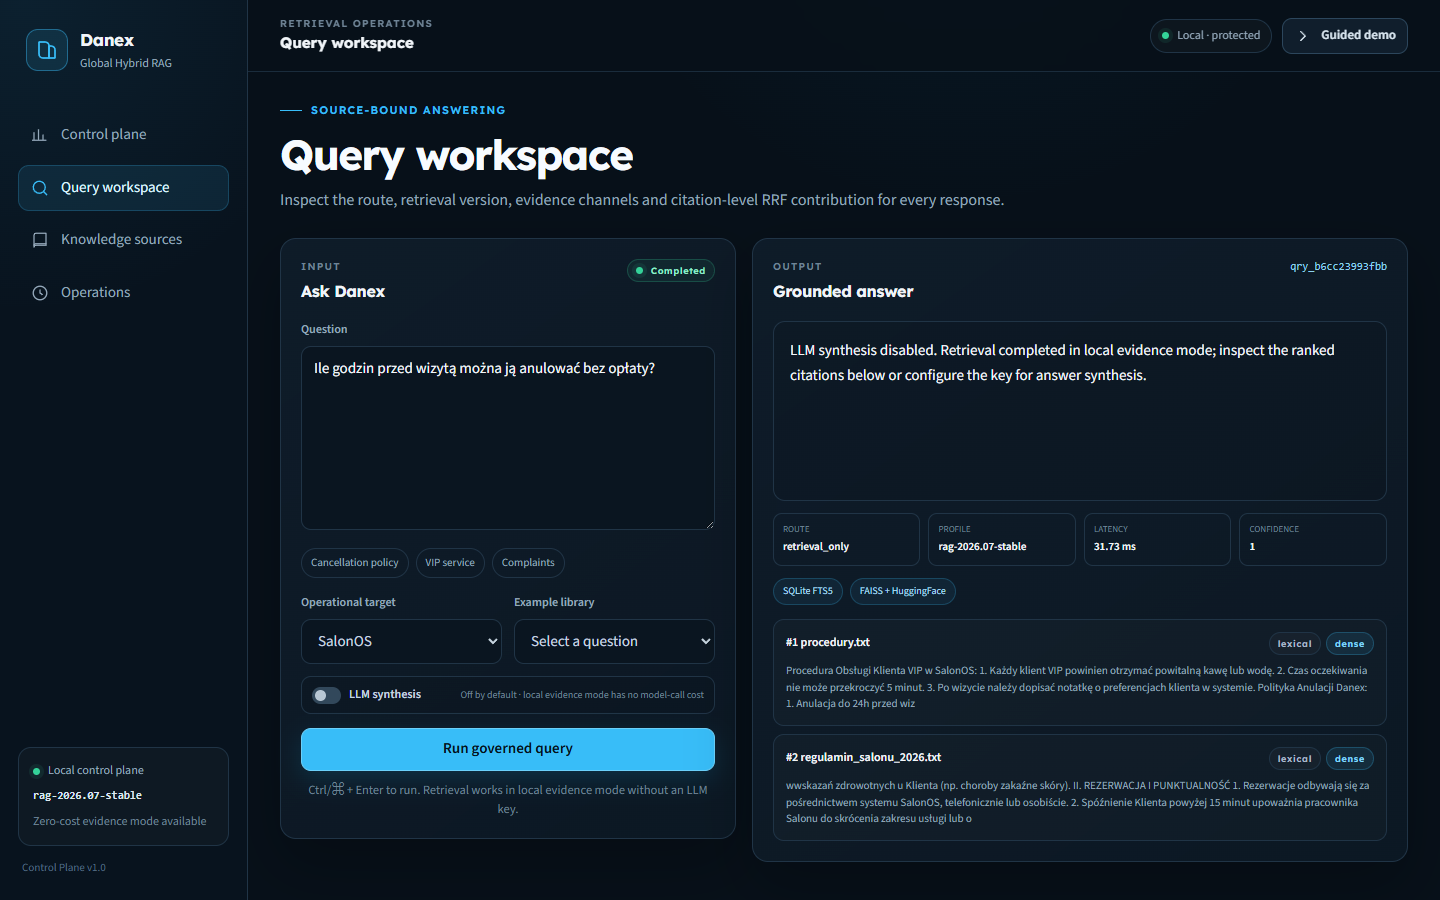 Danex
Global Hybrid RAG
Control plane
Query workspace
Knowledge sources
Operations
Local control plane
rag-2026.07-stable
Zero-cost evidence mode available
Control Plane v1.0
RETRIEVAL OPERATIONS
Query workspace
Local · protected
Guided demo
SOURCE-BOUND ANSWERING
Query workspace
Inspect the route, retrieval version, evidence channels and citation-level RRF contribution for every response.
INPUT
Ask Danex
Completed
Question
Ile godzin przed wizytą można ją anulować bez opłaty?
Cancellation policy
VIP service
Complaints
Operational target
Example library
SalonOS
Select a question
LLM synthesis
Off by default · local evidence mode has no model-call cost
Run governed query
Ctrl/⌘ + Enter to run. Retrieval works in local evidence mode without an LLM
key.
OUTPUT
Grounded answer
qry_b6cc23993fbb
LLM synthesis disabled. Retrieval completed in local evidence mode; inspect the ranked
citations below or configure the key for answer synthesis.
ROUTE
retrieval_only
PROFILE
rag-2026.07-stable
LATENCY
31.73 ms
CONFIDENCE
1
SQLite FTS5
FAISS + HuggingFace
#1 procedury.txt
lexical
dense
Procedura Obsługi Klienta VIP w SalonOS: 1. Każdy klient VIP powinien otrzymać powitalną kawę lub wodę. 2. Czas oczekiwania
nie może przekroczyć 5 minut. 3. Po wizycie należy dopisać notatkę o preferencjach klienta w systemie. Polityka Anulacji Danex:
1. Anulacja do 24h przed wiz
#2 regulamin_salonu_2026.txt
lexical
dense
wwskazań zdrowotnych u Klienta (np. choroby zakaźne skóry). II. REZERWACJA I PUNKTUALNOŚĆ 1. Rezerwacje odbywają się za
pośrednictwem systemu SalonOS, telefonicznie lub osobiście. 2. Spóźnienie Klienta powyżej 15 minut upoważnia pracownika
Salonu do skrócenia zakresu usługi lub o